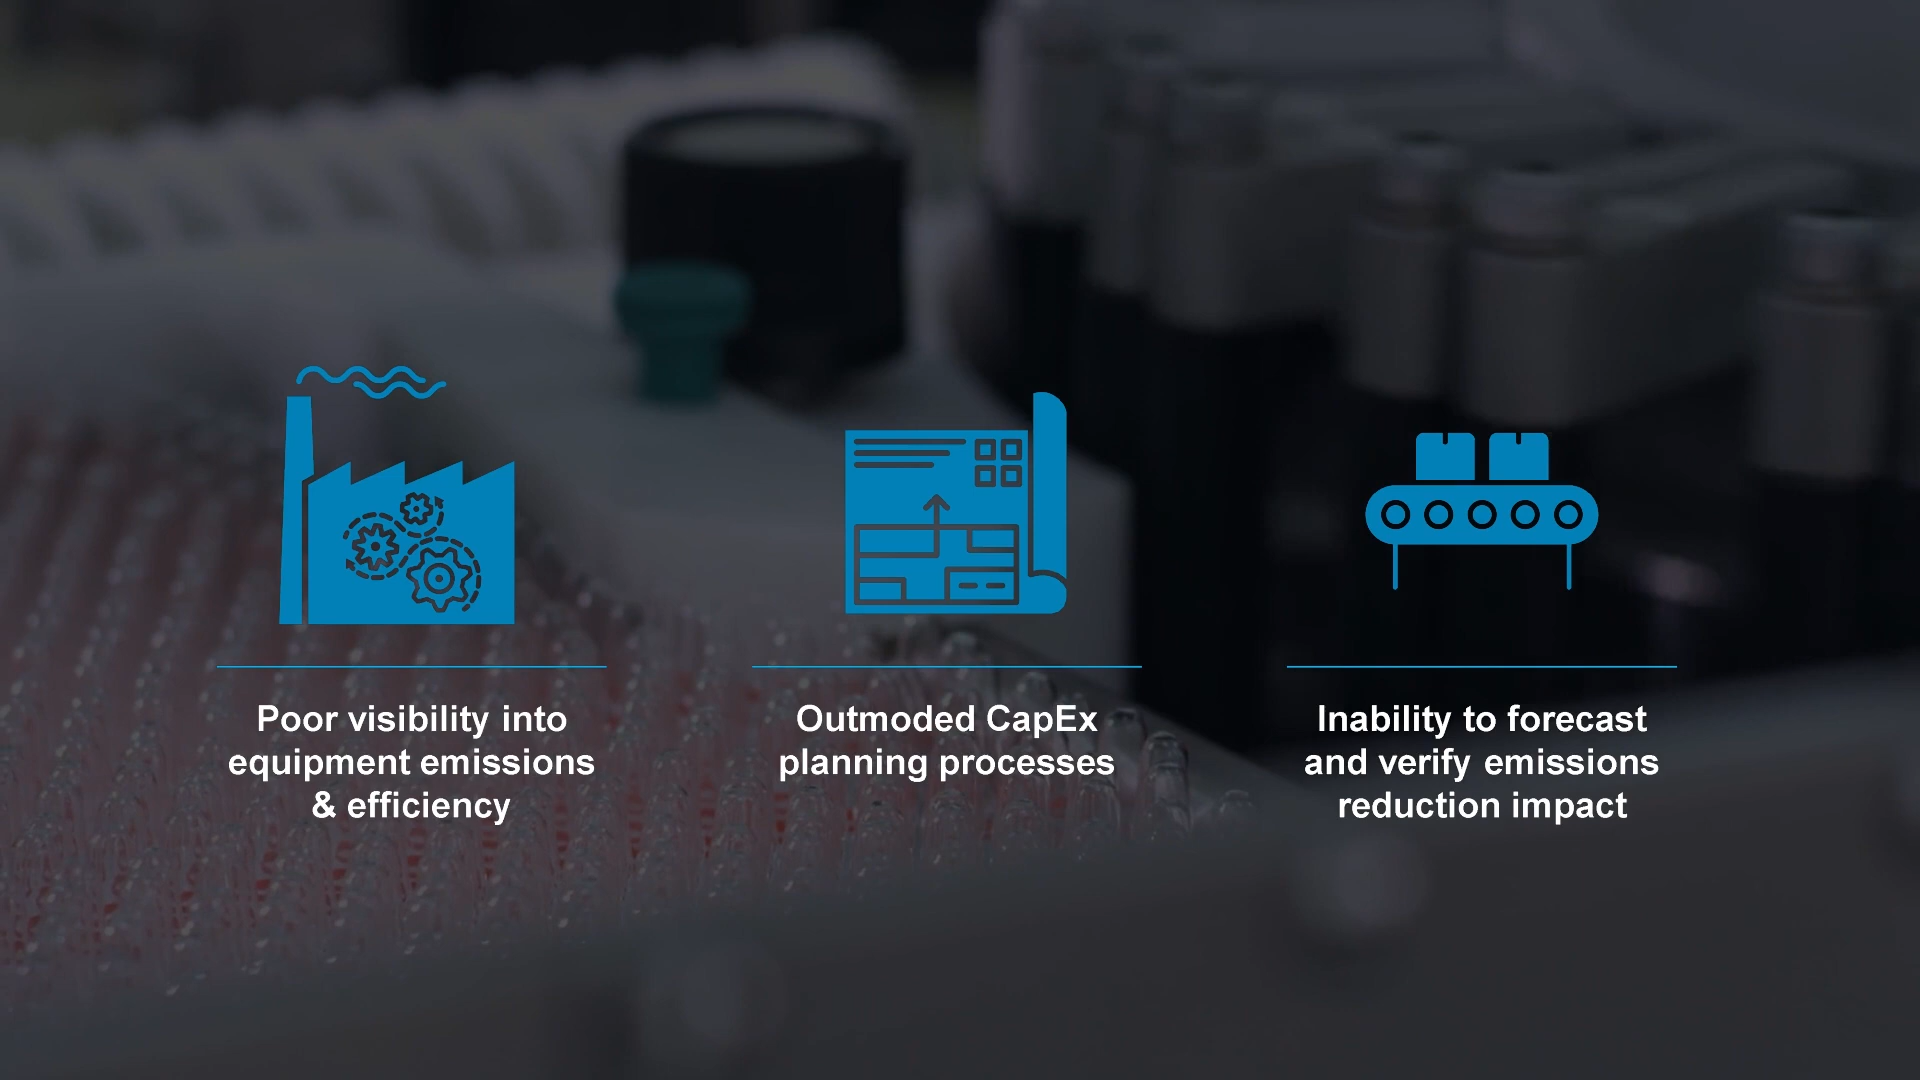 Poor visibility into
equipment emissions
& efficiency
Outmoded CapEx
planning processes
Inability to forecast
and verify emissions
reduction impact